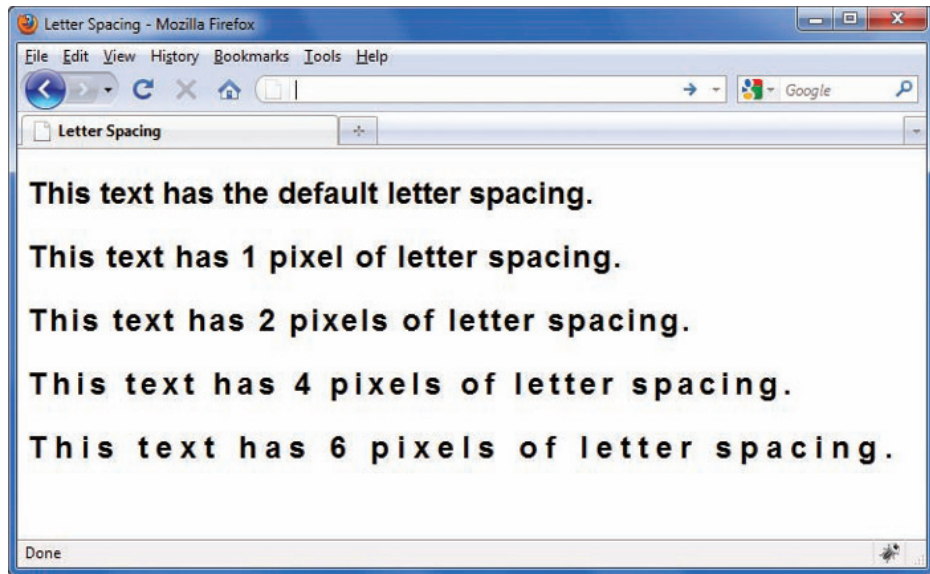 Letter Spacing - Mozilla Firefox
File Edit View History Bookmarks Tools Help
Google
Letter Spacing
This text has the default letter spacing.
This text has 1 pixel of letter spacing.
This text has 2 pixels of letter spacing.
This text has 4 pixels of letter spacing.
This text has 6 pixels of letter spacing.
Done